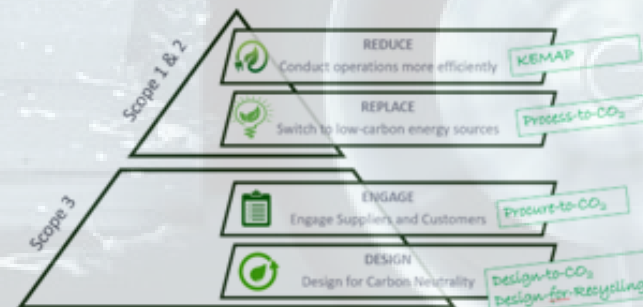 Scope 1 & 2
REDUCE
Conduct operations more efficiently
KEMAP
REPLACE
Switch to low-carbon energy sources
Process-to-CO₂
Scope 3
ENGAGE
Engage Suppliers and Customers
Procure-to-CO₂
DESIGN
Design for Carbon Neutrality
Design-to-CO₂
Design-for-Recycling